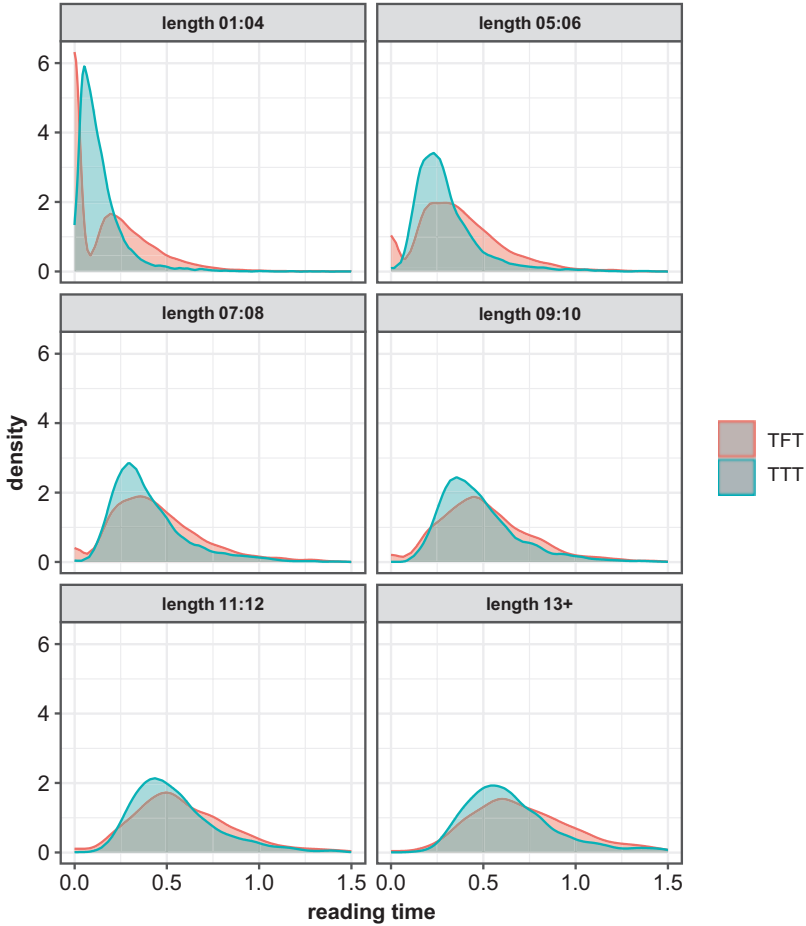 length 01:04
length 05:06
6
4
2
0
length 07:08
length 09:10
6
4
2
0
density
TFT
TTT
length 11:12
length 13+
6
4
2
0
0.0 0.5 1.0 1.5 0.0 0.5 1.0 1.5
reading time